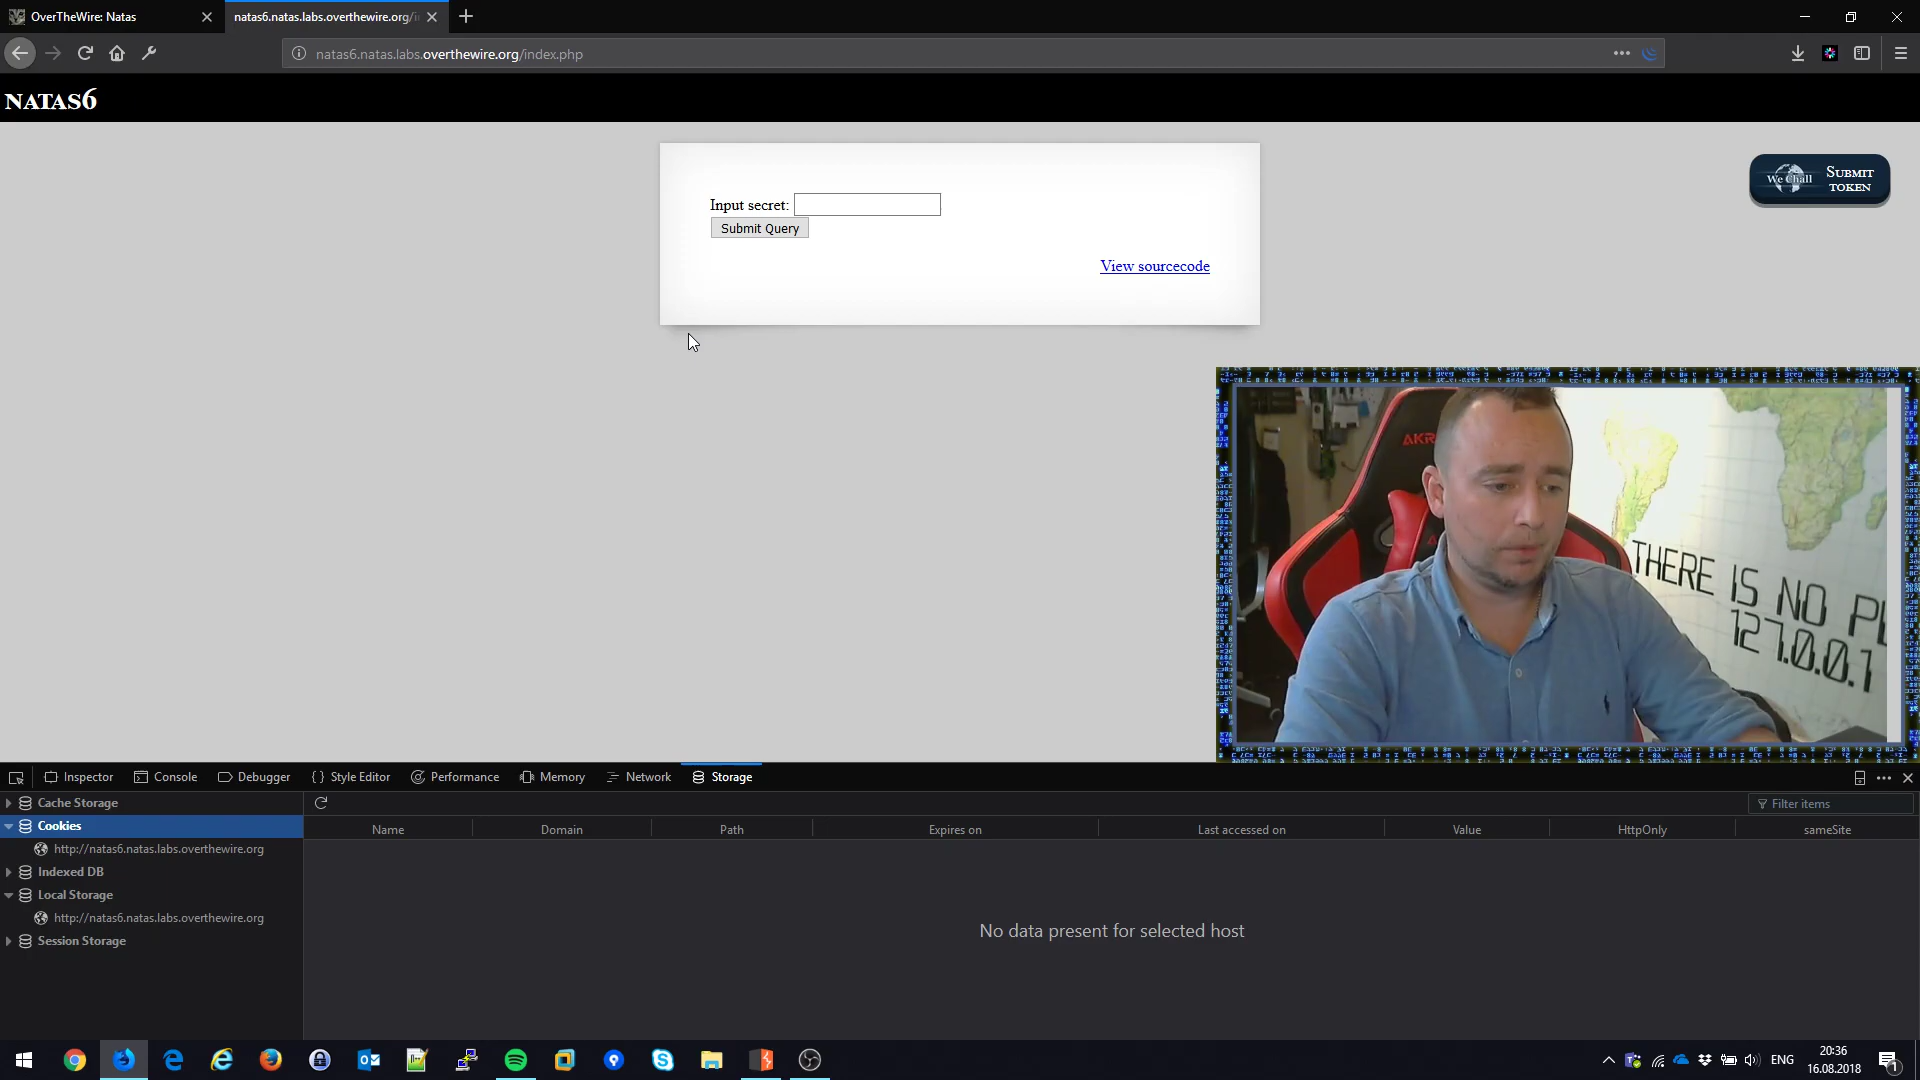 OverTheWire: Natas
natas6.natas.labs.overthewire.org/i
natas6.natas.labs.overthewire.org/index.php
NATAS6
Input secret:
Submit Query
View sourcecode
We Chall
SUBMIT
TOKEN
THERE IS NO PL
127.0.0.1
Inspector
Console
Debugger
Style Editor
Performance
Memory
Network
Storage
Cache Storage
Cookies
http://natas6.natas.labs.overthewire.org
Indexed DB
Local Storage
http://natas6.natas.labs.overthewire.org
Session Storage
Filter items
Name
Domain
Path
Expires on
Last accessed on
Value
HttpOnly
sameSite
No data present for selected host
ENG
20:36
16.08.2018
1